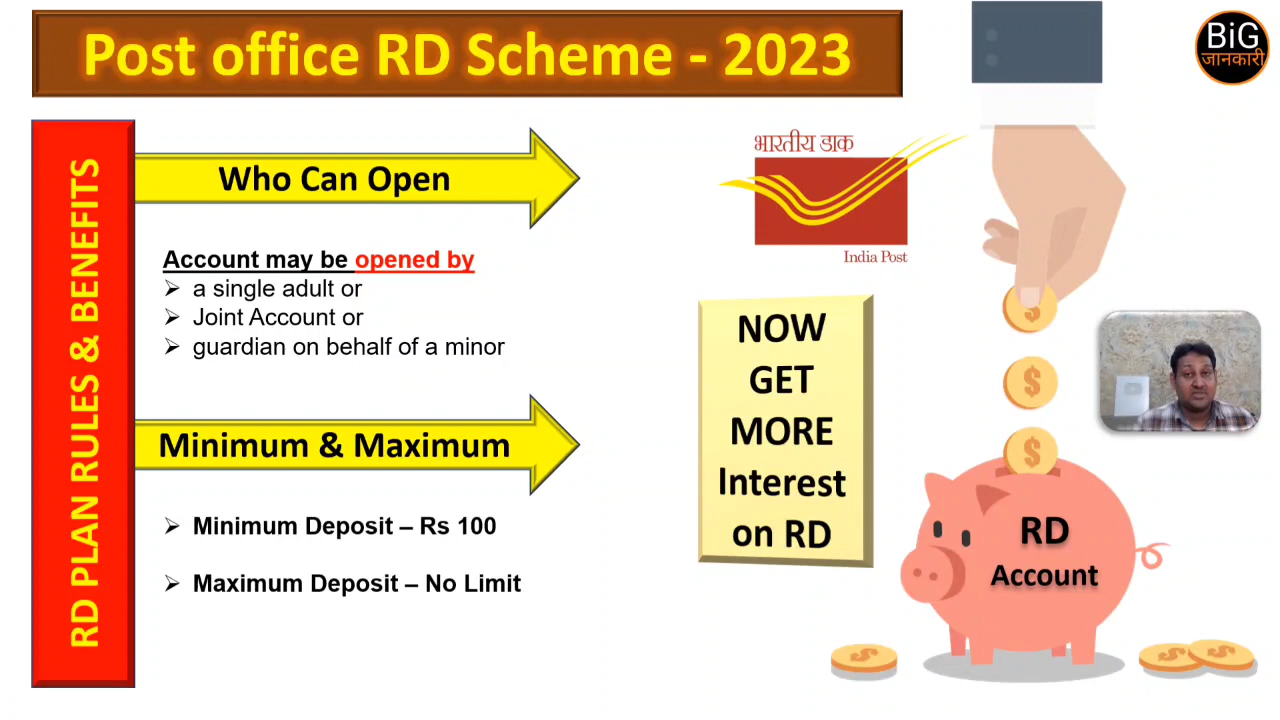 Post office RD Scheme - 2023
BiG
जानकारी
RD PLAN RULES & BENEFITS
Who Can Open
Account may be opened by
➢ a single adult or
➢ Joint Account or
➢ guardian on behalf of a minor
Minimum & Maximum
➢ Minimum Deposit – Rs 100
➢ Maximum Deposit – No Limit
भारतीय डाक
India Post
NOW
GET
MORE
Interest
on RD
$
$
$
RD
Account
$
$
$